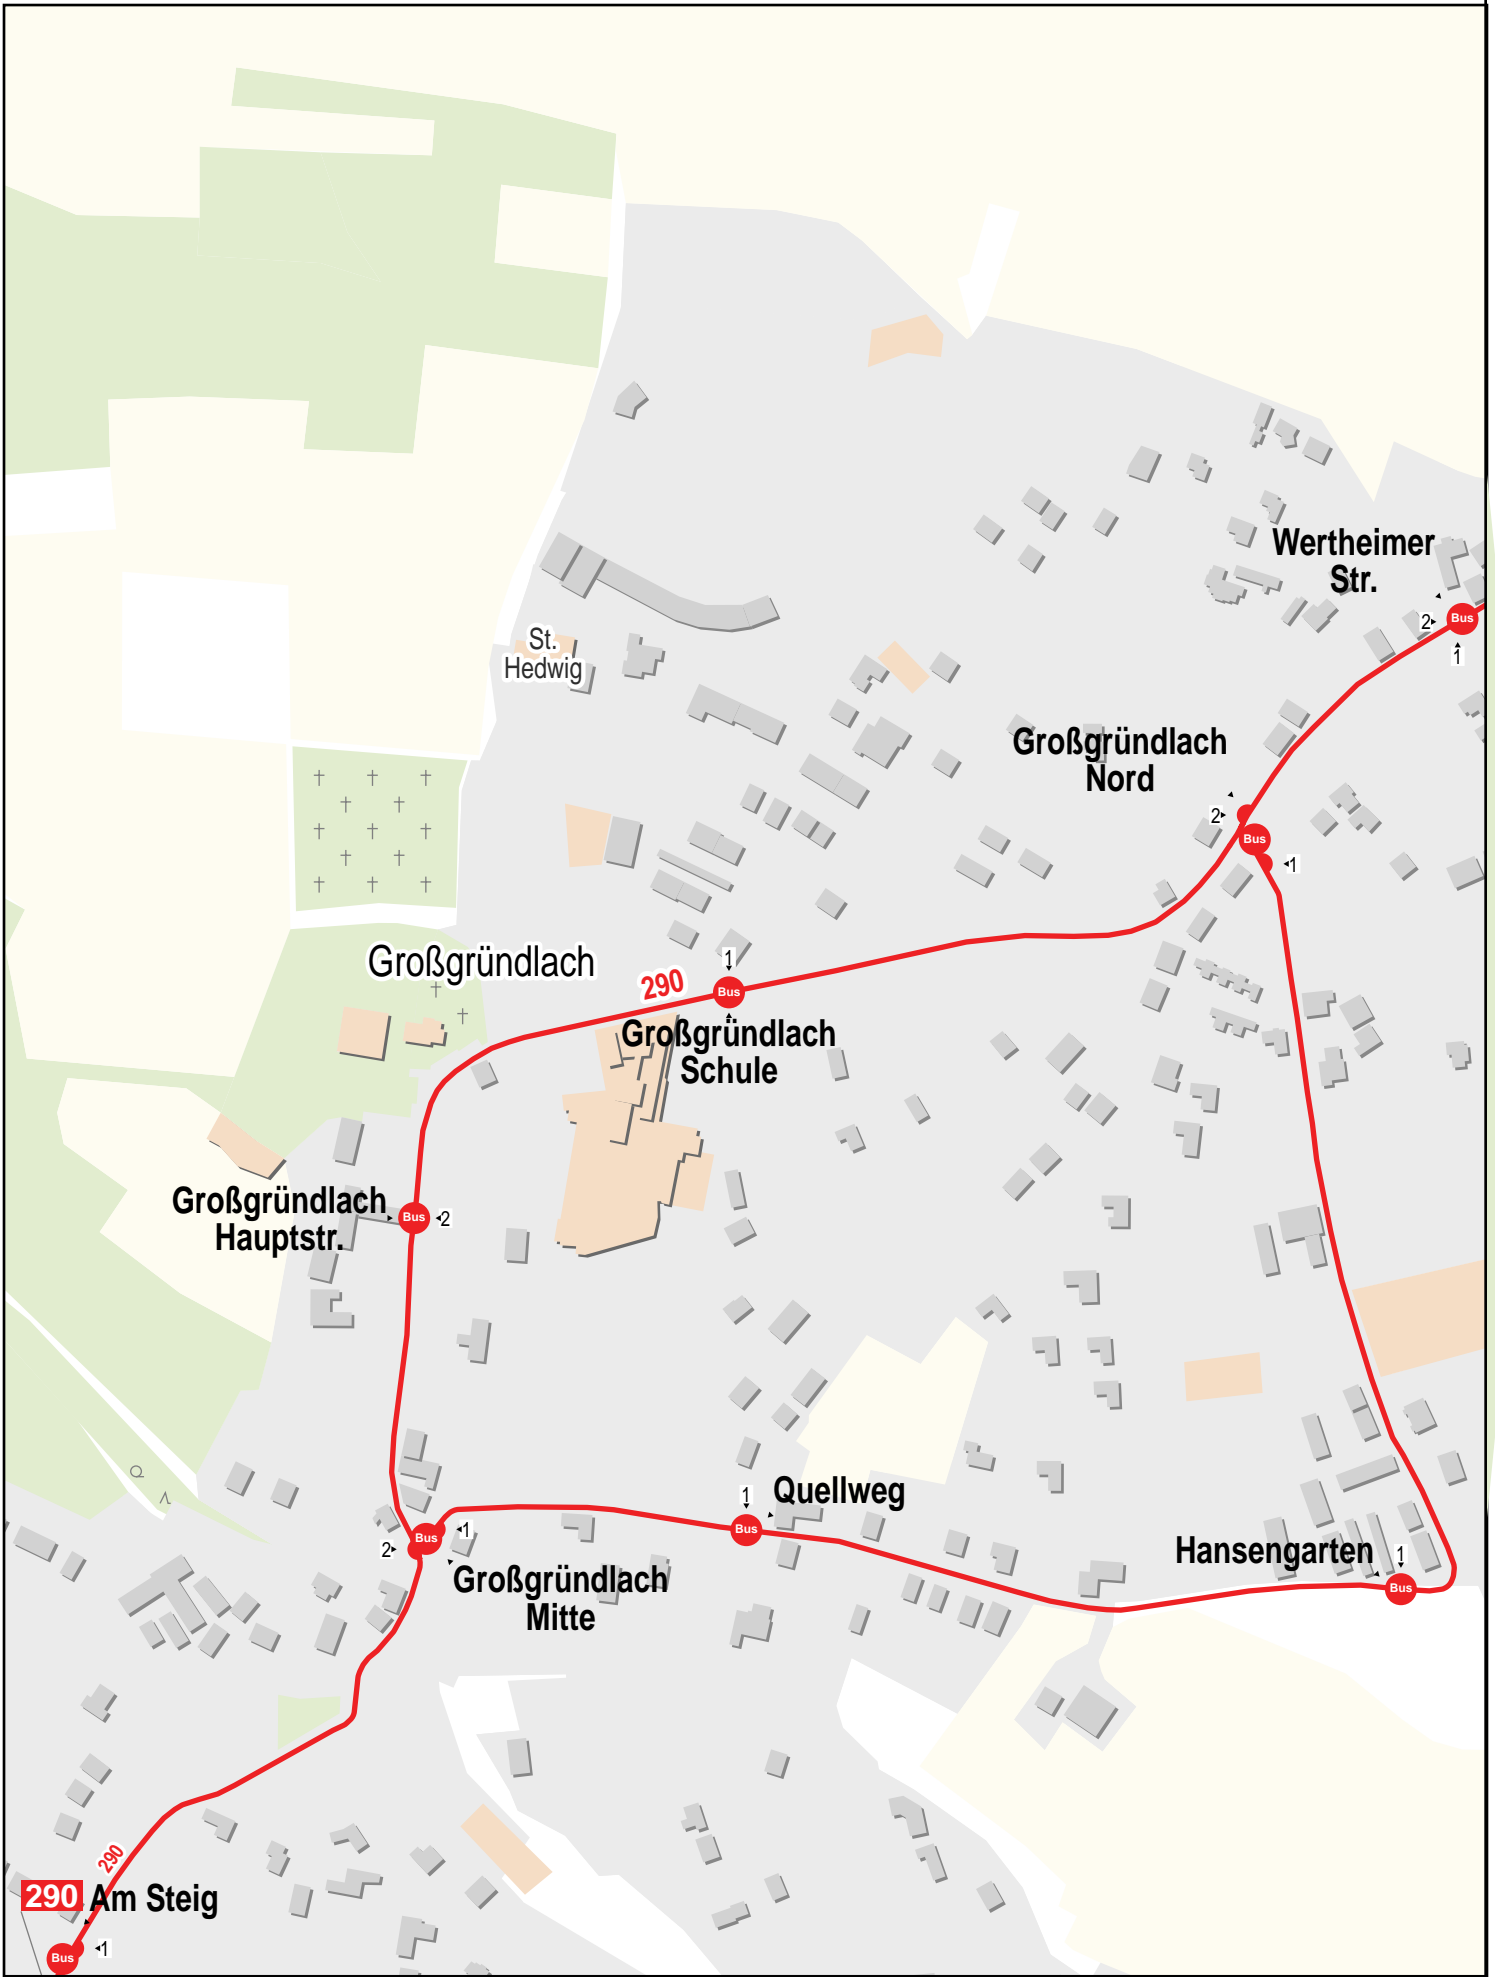 Wertheimer
Str.
2
Bus
1
St.
Hedwig
Großgründlach
Nord
2
Bus
1
Großgründlach
290
1
Bus
Großgründlach
Schule
Großgründlach
Hauptstr.
Bus
2
1
Quellweg
Bus
Bus
1
2
Großgründlach
Mitte
Hansengarten
1
Bus
290
290
Am Steig
Bus
1